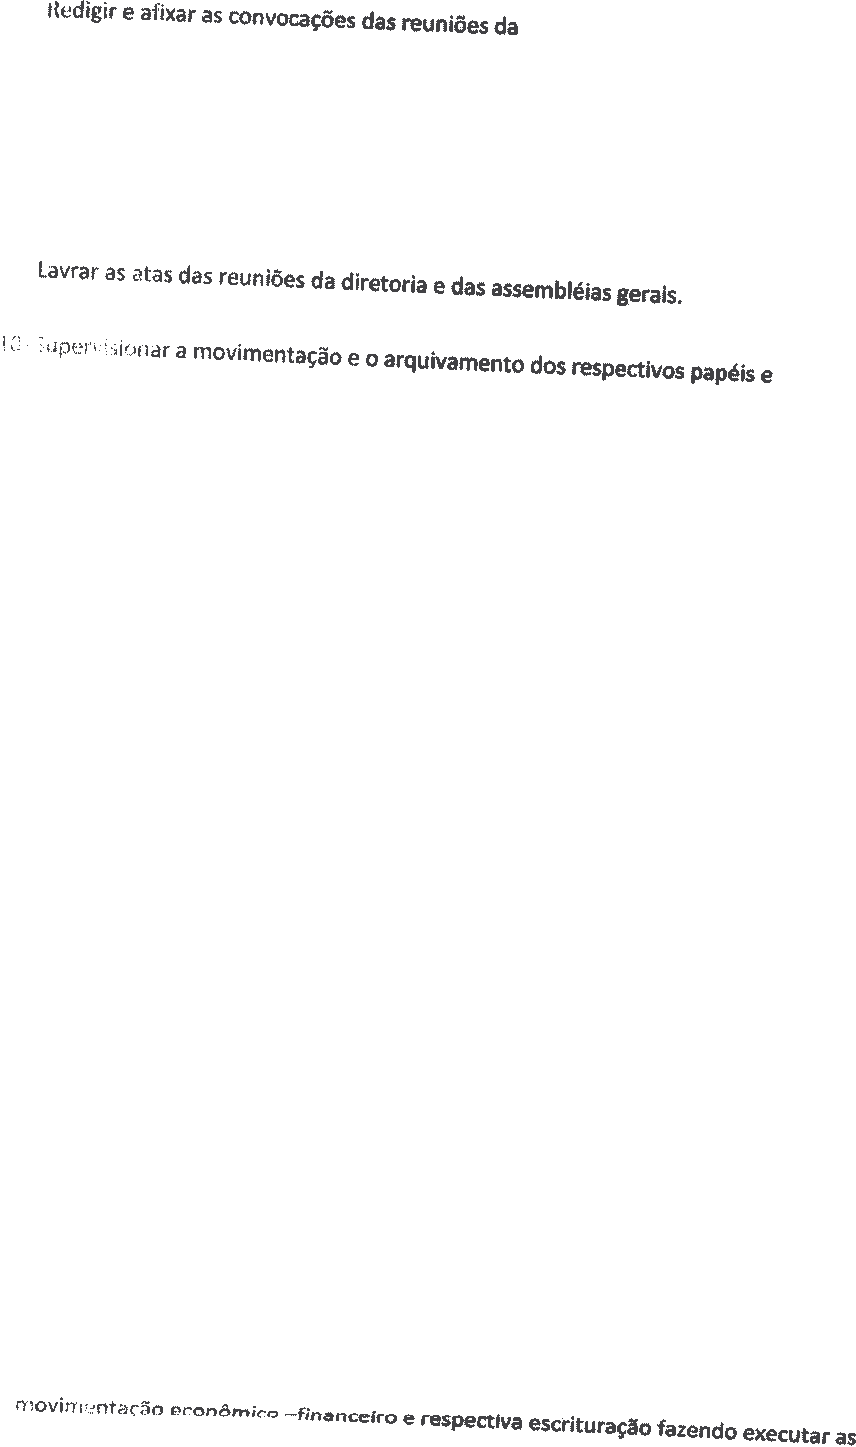 Redigir e afixar as convocações das reuniões da
Lavrar as atas das reuniões da diretoria e das assembléias gerais.
10- Supervisionar a movimentação e o arquivamento dos respectivos papéis e
movimentação econômico –financeiro e respectiva escrituração fazendo executar as